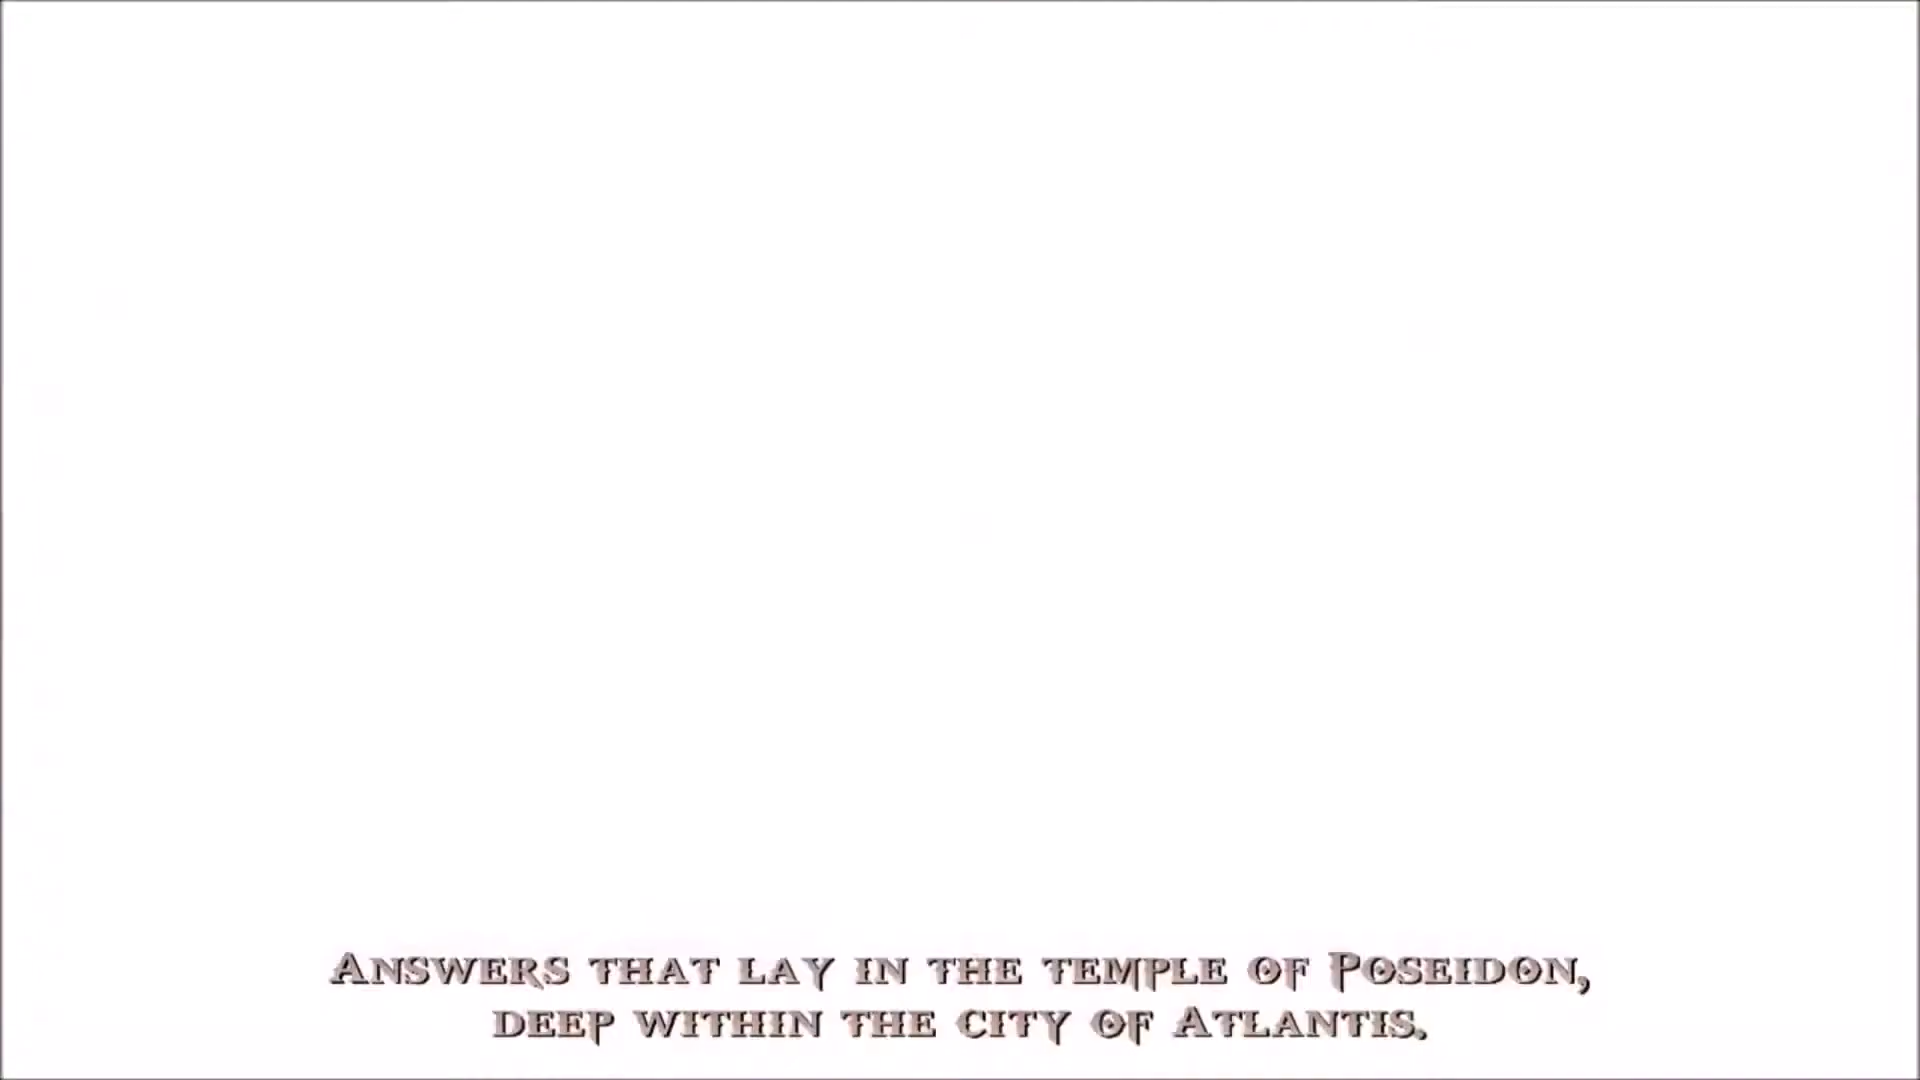 Answers that lay in the temple of Poseidon,
deep within the city of Atlantis.